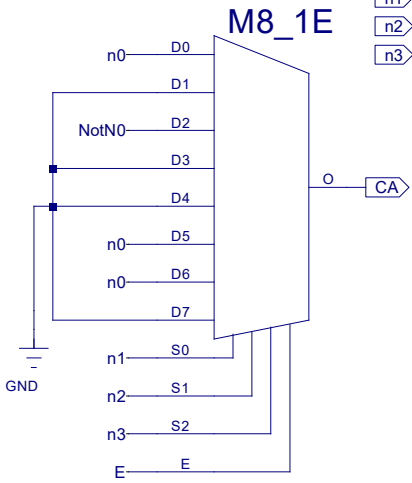 M8_1E
n1
n2
n3
n0 D0
D1
NotN0 D2
D3
D4
n0 D5
n0 D6
D7
O CA
GND
n1 S0
n2 S1
n3 S2
E E